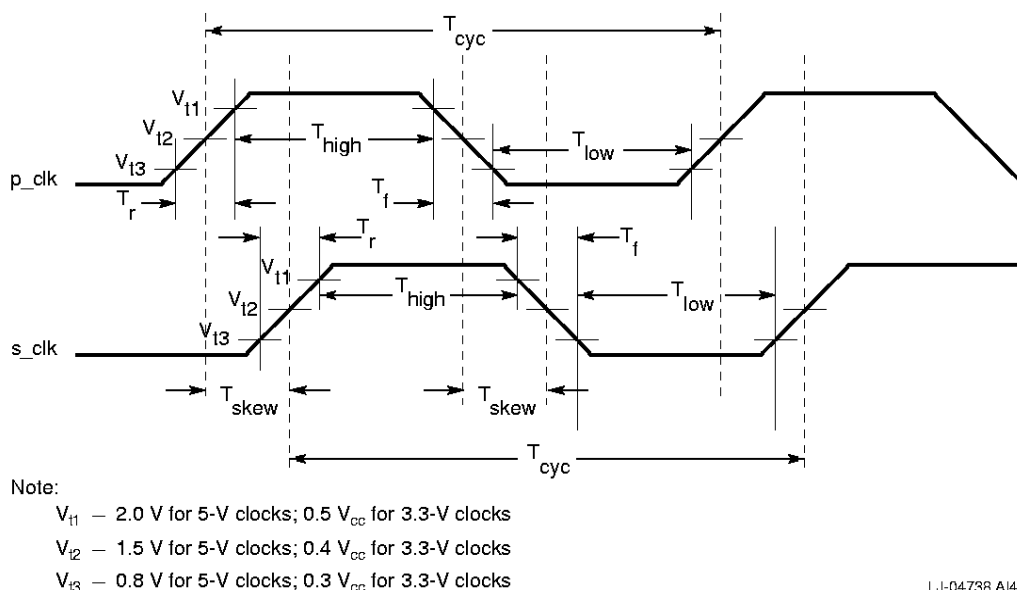 T cyc
V t1
V t2
T high
T low
V t3
p_clk
T r
T f
T r
T f
V t1
T high
T low
V t2
V t3
s_clk
T skew
T skew
T cyc
Note:
V t1 – 2.0 V for 5-V clocks; 0.5 V cc for 3.3-V clocks
V t2 – 1.5 V for 5-V clocks; 0.4 V cc for 3.3-V clocks
V t3 – 0.8 V for 5-V clocks; 0.3 V cc for 3.3-V clocks
LJ-04738.AI4